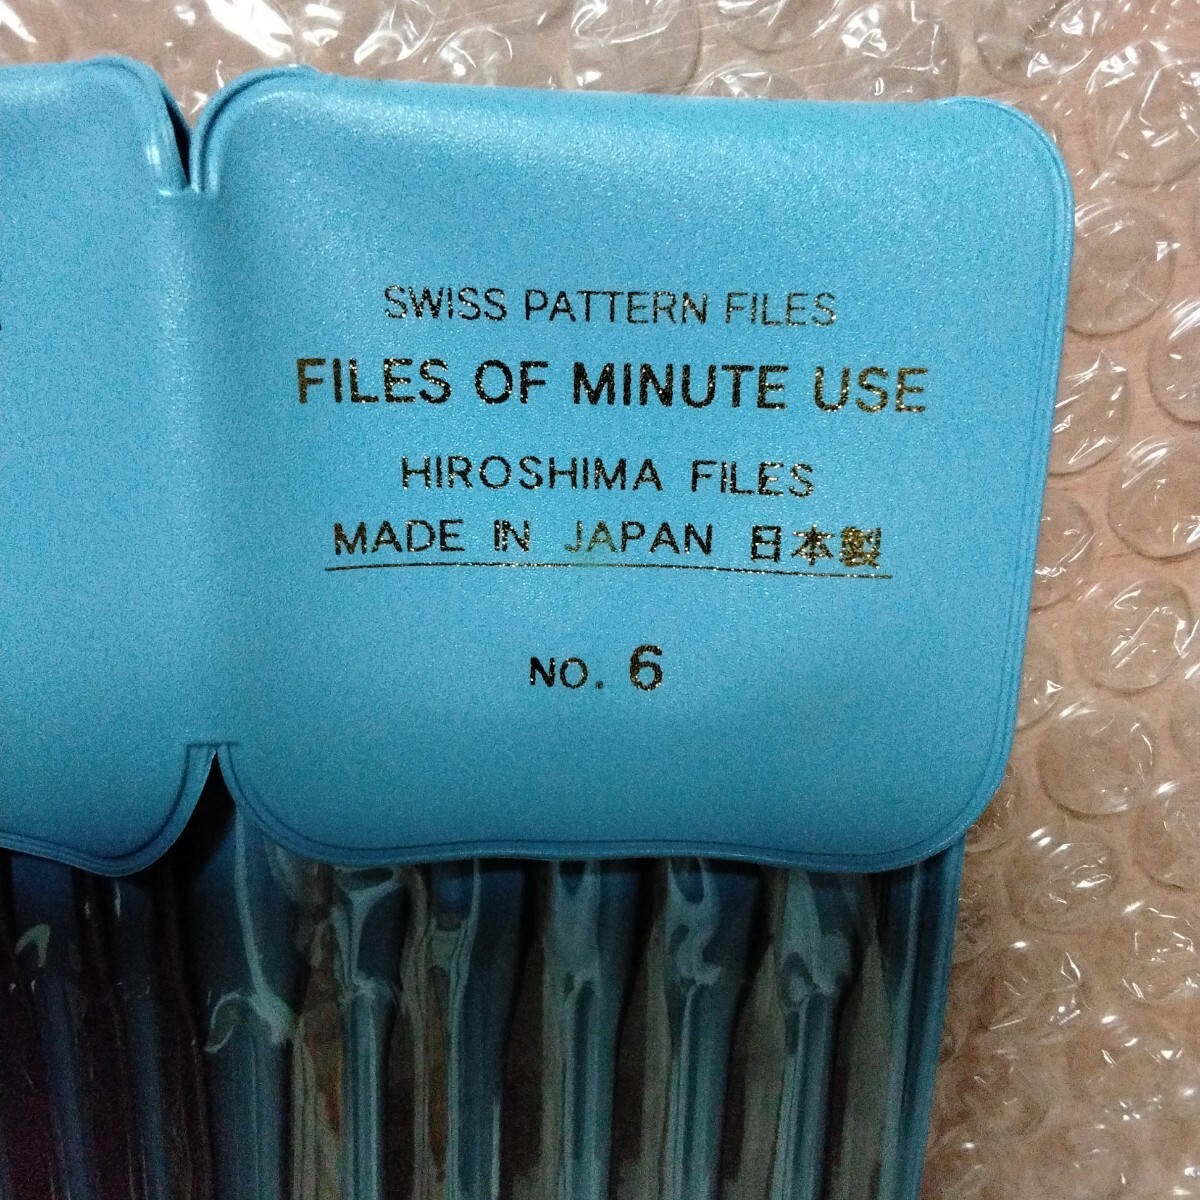 SWISS PATTERN FILES
FILES OF MINUTE USE
HIROSHIMA FILES
MADE IN JAPAN 日本製
NO. 6